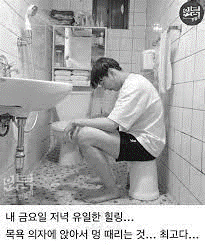 내 금요일 저녁 유일한 힐링...
목욕 의자에 앉아서 멍 때리는 것... 최고다...